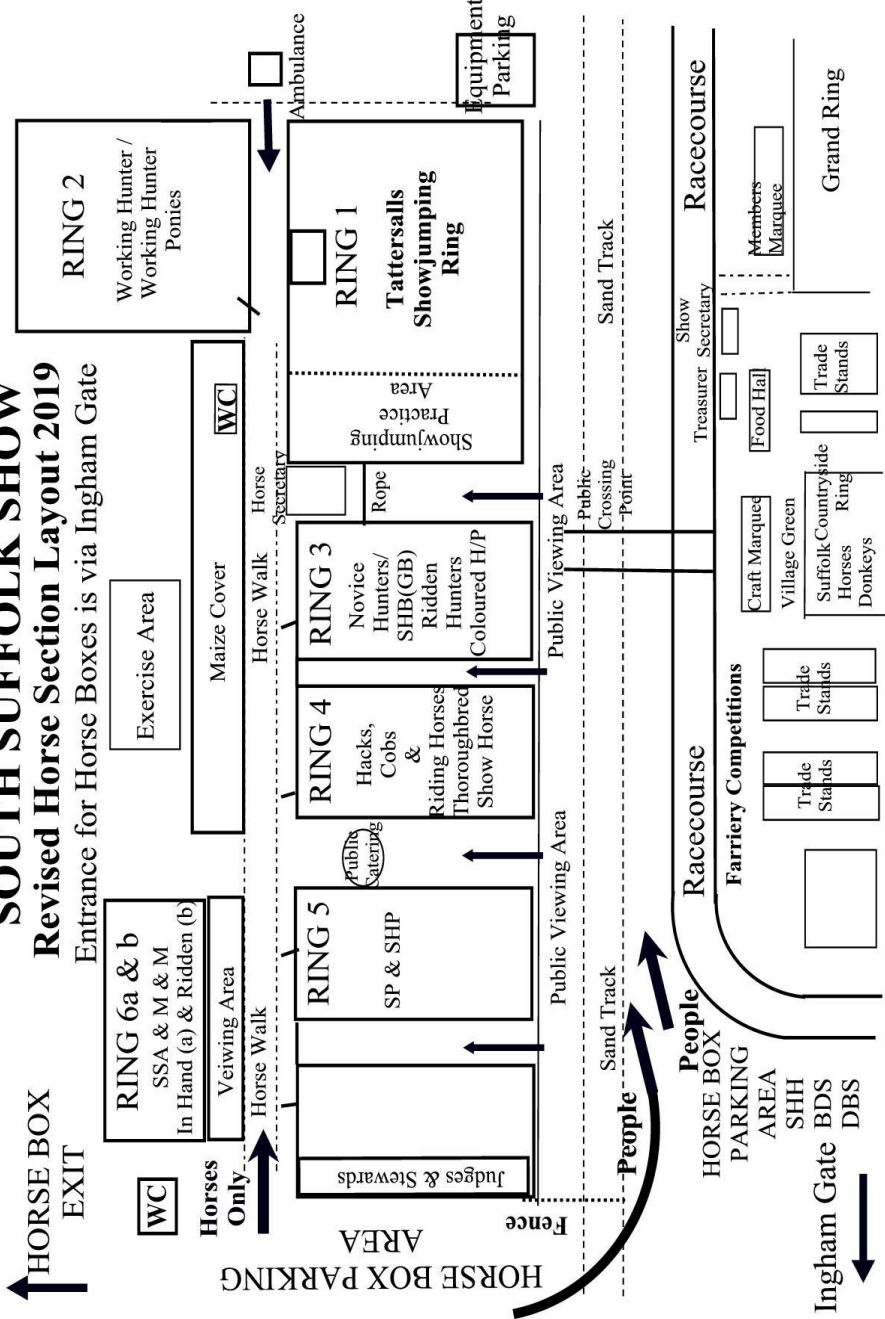 SOUTH SUFFOLK SHOW
Revised Horse Section Layout 2019
Entrance for Horse Boxes is via Ingham Gate
HORSE BOX
EXIT
WC
Horses
Only
RING 6a & b
SSA & M & M
In Hand (a) & Ridden (b)
Veiwing Area
Horse Walk
Exercise Area
Maize Cover
WC
Horse Walk
Horse
Secretary
Rope
RING 2
Working Hunter /
Working Hunter
Ponies
Ambulance
Equipment
Parking
HORSE BOX PARKING
AREA
Judges & Stewards
Fence
RING 5
SP & SHP
Public
Catering
RING 4
Hacks,
Cobs
&
Riding Horses
Thoroughbred
Show Horse
RING 3
Novice
Hunters/
SHB(GB)
Ridden
Hunters
Coloured H/P
Showjumping
Practice
Area
RING 1
Tattersalls
Showjumping
Ring
Public Viewing Area
Public Viewing Area
Public
Crossing
Point
Sand Track
Sand Track
People
People
HORSE BOX
PARKING
AREA
SHH
BDS
DBS
Ingham Gate
Racecourse
Racecourse
Farriery Competitions
Trade
Stands
Trade
Stands
Craft Marquee
Village Green
Suffolk
Horses
Donkeys
Countryside
Ring
Treasurer
Show
Secretary
Food Hall
Trade
Stands
Members
Marquee
Grand Ring